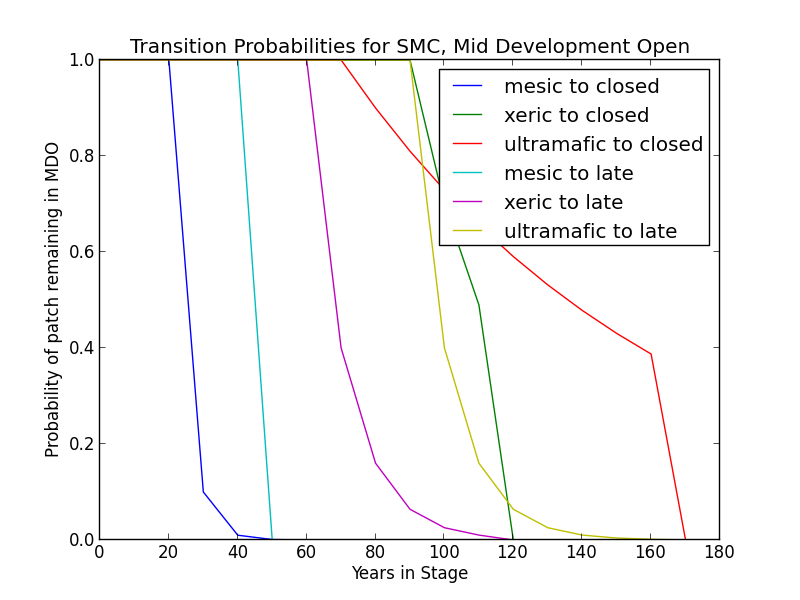 Transition Probabilities for SMC, Mid Development Open
1.0
0.8
0.6
0.4
0.2
0.0
Probability of patch remaining in MDO
mesic to closed
xeric to closed
ultramafic to closed
mesic to late
xeric to late
ultramafic to late
0 20 40 60 80 100 120 140 160 180
Years in Stage